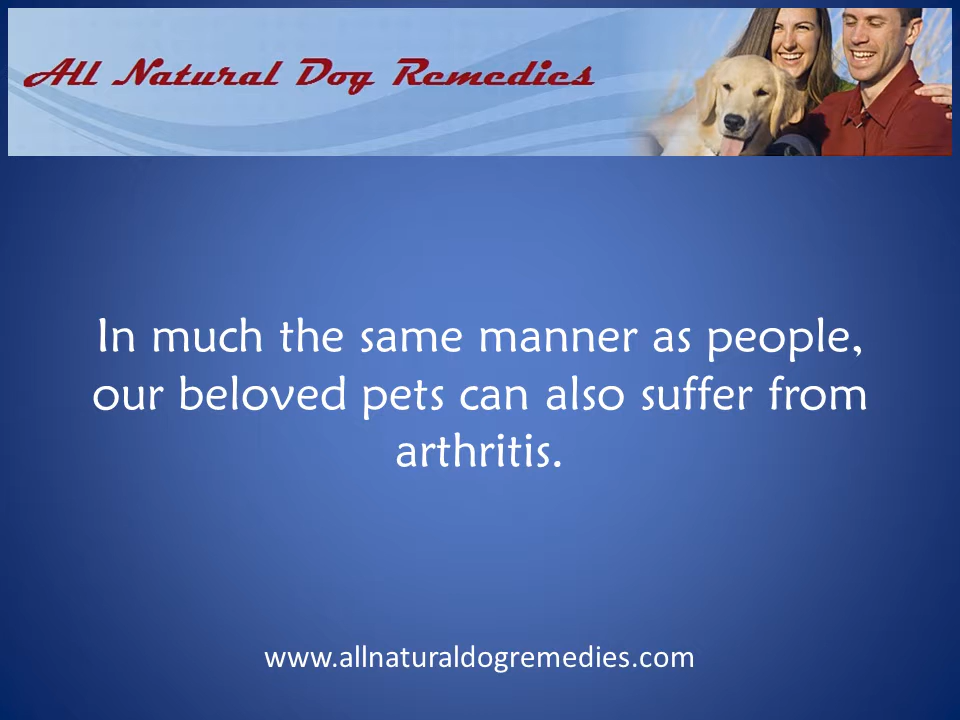 All Natural Dog Remedies
In much the same manner as people,
our beloved pets can also suffer from
arthritis.
www.allnaturaldogremedies.com